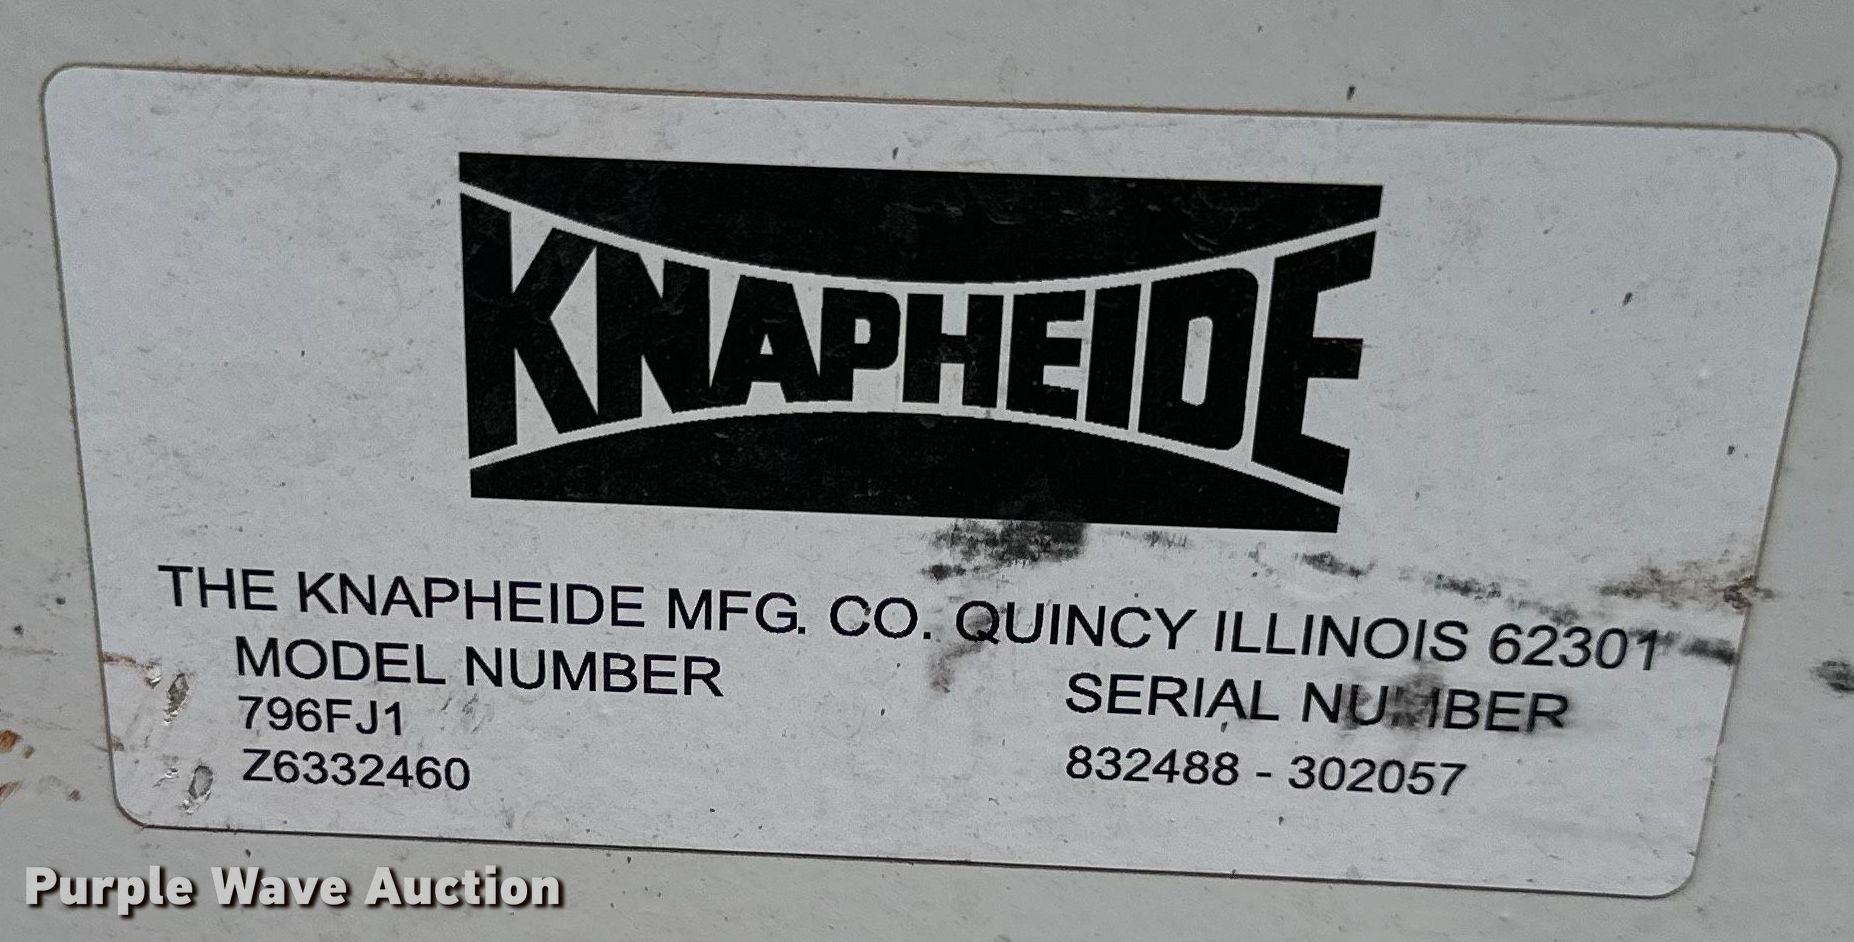 KNAPHEIDE
THE KNAPHEIDE MFG. CO. QUINCY ILLINOIS 62301
MODEL NUMBER
796FJ1
Z6332460
SERIAL NUMBER
832488 - 302057
Purple Wave Auction